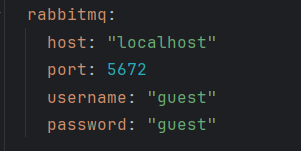 rabbitmq:
  host: "localhost"
  port: 5672
  username: "guest"
  password: "guest"